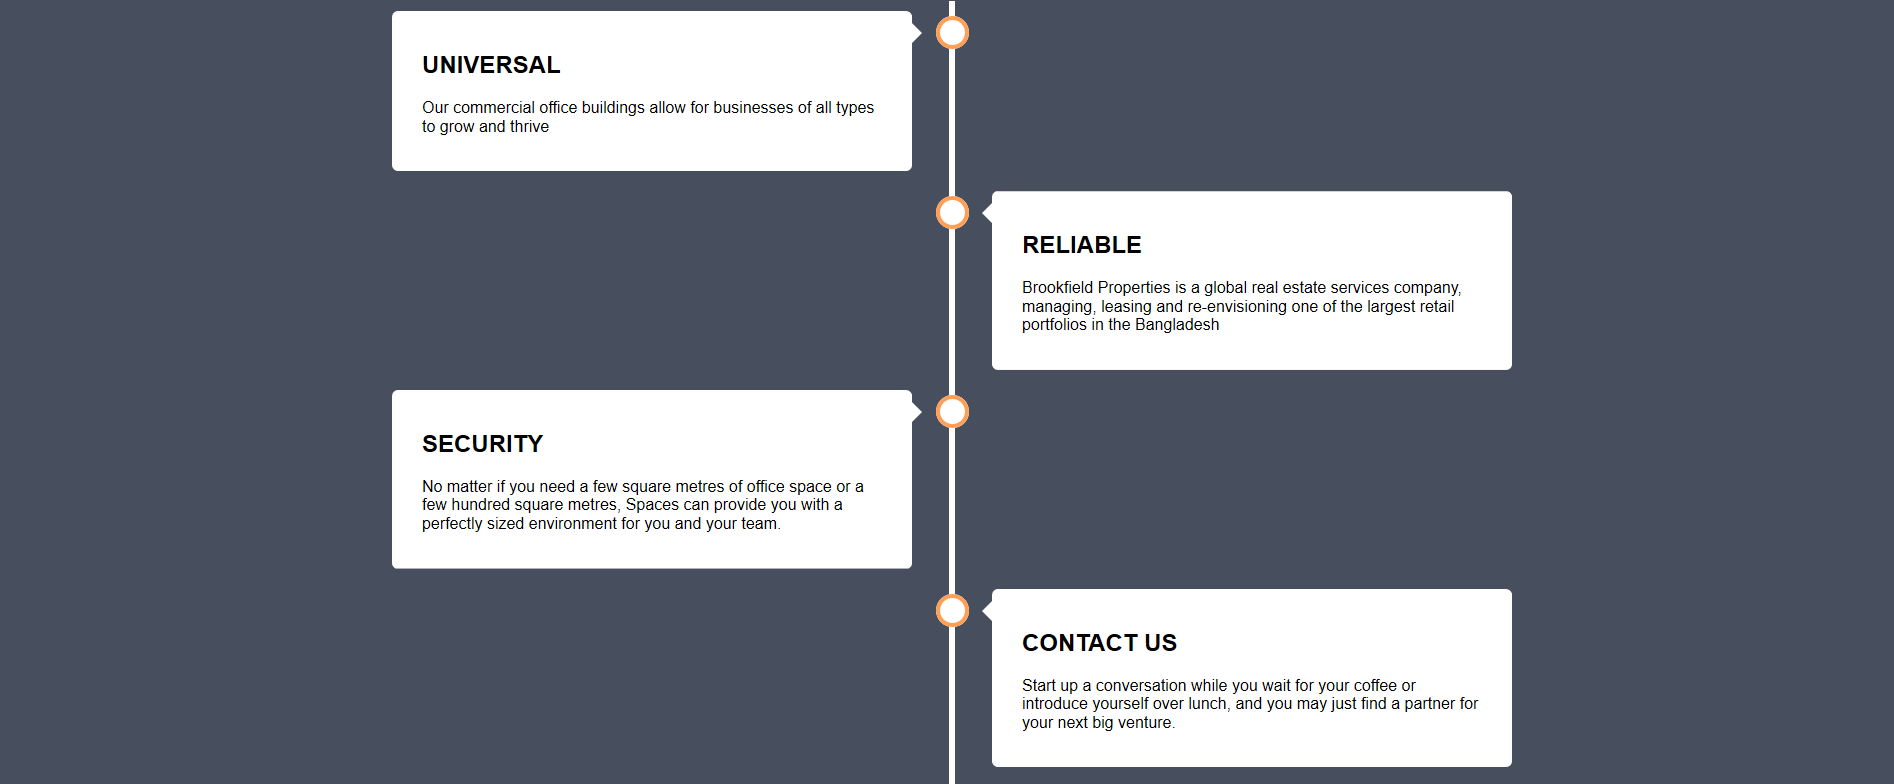 UNIVERSAL
Our commercial office buildings allow for businesses of all types
to grow and thrive
RELIABLE
Brookfield Properties is a global real estate services company,
managing, leasing and re-envisioning one of the largest retail
portfolios in the Bangladesh
SECURITY
No matter if you need a few square metres of office space or a
few hundred square metres, Spaces can provide you with a
perfectly sized environment for you and your team.
CONTACT US
Start up a conversation while you wait for your coffee or
introduce yourself over lunch, and you may just find a partner for
your next big venture.